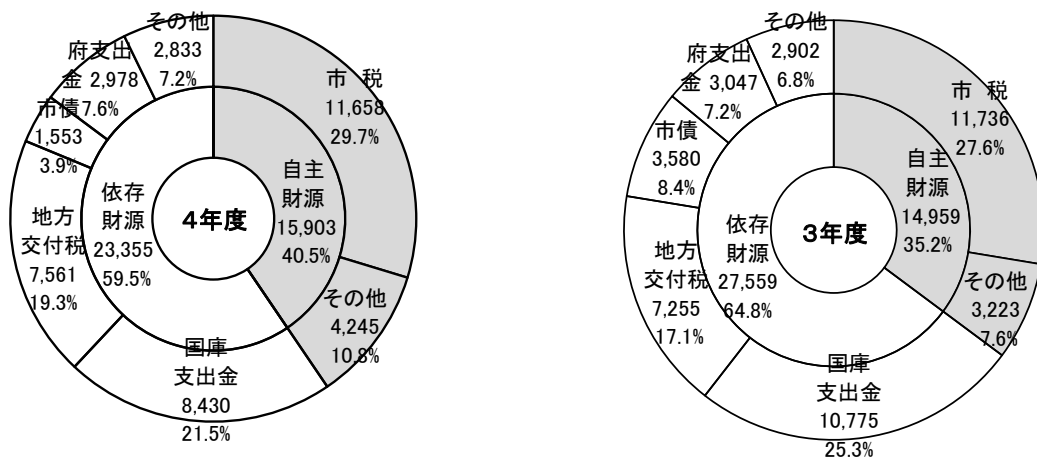 その他
2,833
7.2%
府支出
金 2,978
7.6%
市債
1,553
3.9%
地方
交付税
7,561
19.3%
国庫
支出金
8,430
21.5%
その他
4,245
10.8%
市 税
11,658
29.7%
自主
財源
15,903
40.5%
依存
財源
23,355
59.5%
4年度
その他
2,902
6.8%
府支出
金 3,047
7.2%
市債
3,580
8.4%
地方
交付税
7,255
17.1%
国庫
支出金
10,775
25.3%
その他
3,223
7.6%
市 税
11,736
27.6%
自主
財源
14,959
35.2%
依存
財源
27,559
64.8%
3年度